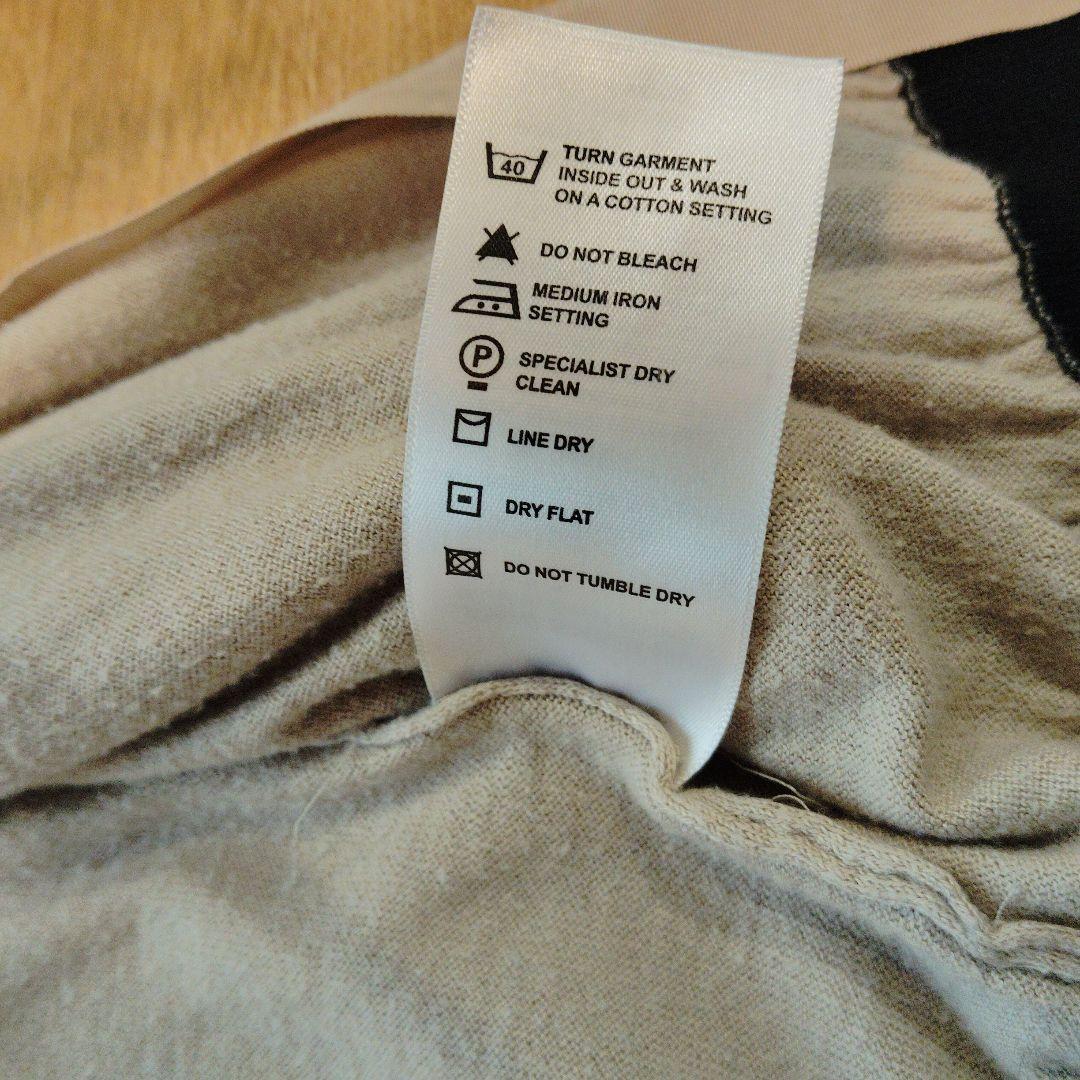 40
TURN GARMENT
INSIDE OUT & WASH
ON A COTTON SETTING
DO NOT BLEACH
MEDIUM IRON
SETTING
P
SPECIALIST DRY
CLEAN
LINE DRY
DRY FLAT
DO NOT TUMBLE DRY